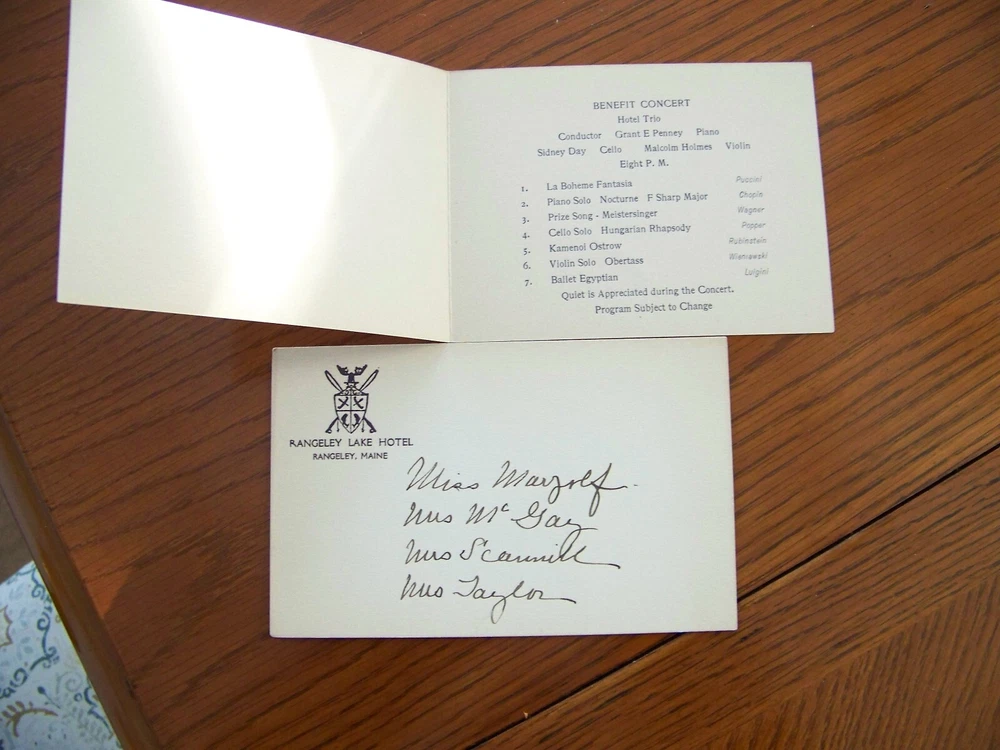 BENEFIT CONCERT
Hotel Trio
Conductor Grant E Penney Piano
Sidney Day Cello Malcolm Holmes Violin
Eight P. M.
1. La Boheme Fantasia Puccini
2. Piano Solo Nocturne F Sharp Major Chopin
3. Prize Song - Meistersinger Wagner
4. Cello Solo Hungarian Rhapsody Popper
5. Kamenoi Ostrow Rubinstein
6. Violin Solo Obertass Wieniawski
7. Ballet Egyptian Luigini
Quiet is Appreciated during the Concert.
Program Subject to Change
RANGELEY LAKE HOTEL
RANGELEY, MAINE
Miss Marzolf.
Mrs Mc Gay
Mrs Scannell
Mrs Taylor